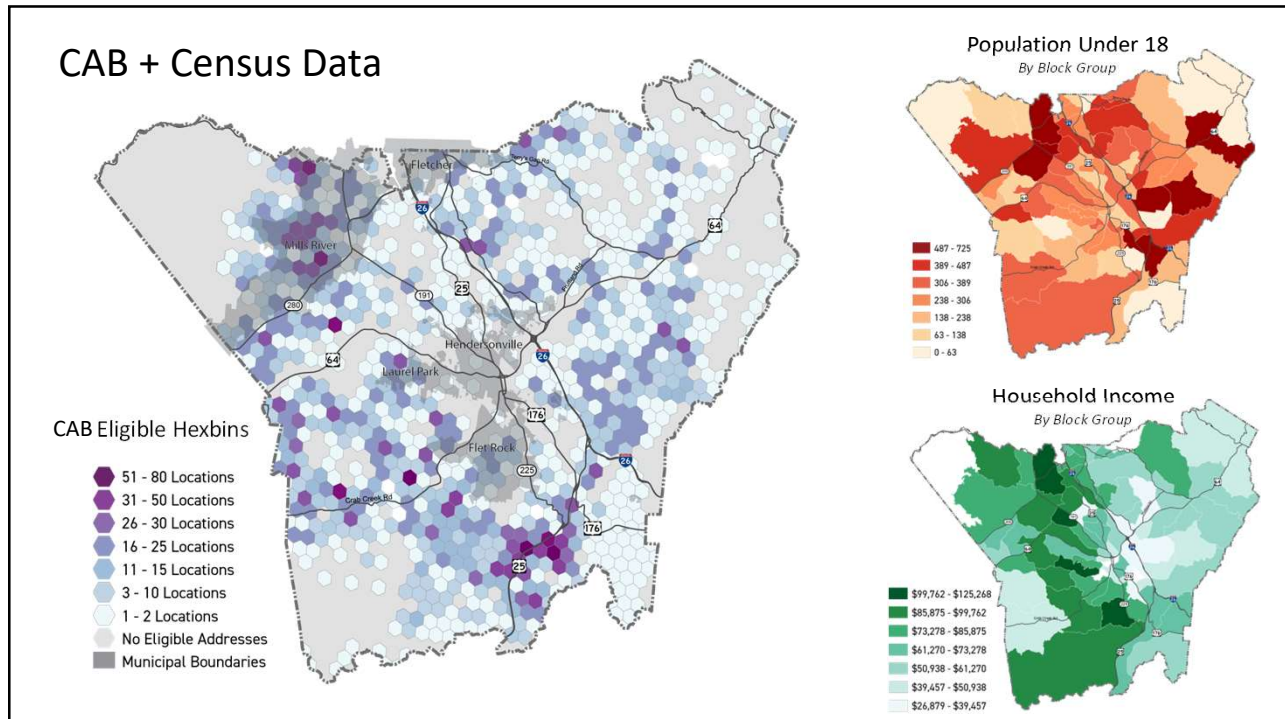 CAB + Census Data
Fletcher
26
64
Mills River
280
191
25
Hendersonville
64
26
Laurel Park
176
Flet Rock
225
26
Crab Creek Rd
176
25
CAB Eligible Hexbins
51 - 80 Locations
31 - 50 Locations
26 - 30 Locations
16 - 25 Locations
11 - 15 Locations
3 - 10 Locations
1 - 2 Locations
No Eligible Addresses
Municipal Boundaries
Population Under 18
By Block Group
487 - 725
389 - 487
306 - 389
238 - 306
138 - 238
63 - 138
0 - 63
Household Income
By Block Group
$99,762 - $125,268
$85,875 - $99,762
$73,278 - $85,875
$61,270 - $73,278
$50,938 - $61,270
$39,457 - $50,938
$26,879 - $39,457